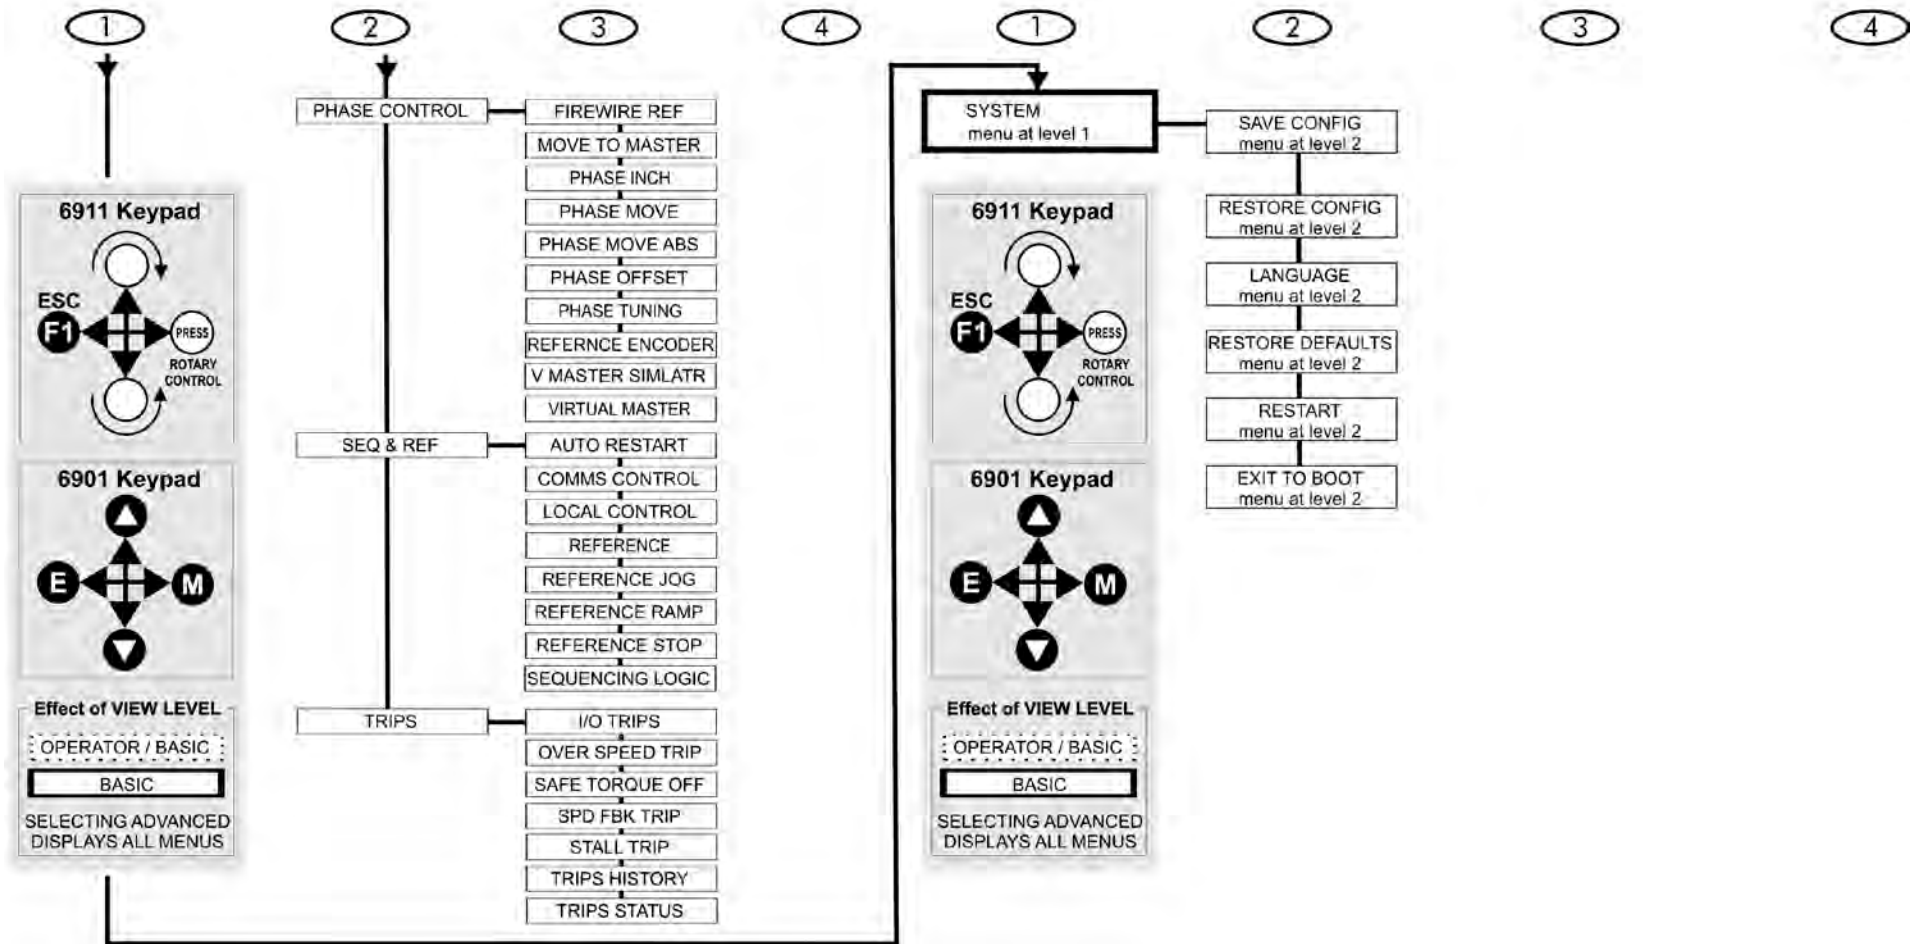 1
2
3
4
1
2
3
4
PHASE CONTROL
FIREWIRE REF
MOVE TO MASTER
PHASE INCH
PHASE MOVE
PHASE MOVE ABS
PHASE OFFSET
PHASE TUNING
REFERNCE ENCODER
V MASTER SIMLATR
VIRTUAL MASTER
SEQ & REF
AUTO RESTART
COMMS CONTROL
LOCAL CONTROL
REFERENCE
REFERENCE JOG
REFERENCE RAMP
REFERENCE STOP
SEQUENCING LOGIC
TRIPS
I/O TRIPS
OVER SPEED TRIP
SAFE TORQUE OFF
SPD FBK TRIP
STALL TRIP
TRIPS HISTORY
TRIPS STATUS
6911 Keypad
ESC
F1
PRESS
ROTARY
CONTROL
6901 Keypad
E
M
Effect of VIEW LEVEL
OPERATOR / BASIC
BASIC
SELECTING ADVANCED
DISPLAYS ALL MENUS
SYSTEM
menu at level 1
SAVE CONFIG
menu at level 2
RESTORE CONFIG
menu at level 2
LANGUAGE
menu at level 2
RESTORE DEFAULTS
menu at level 2
RESTART
menu at level 2
EXIT TO BOOT
menu at level 2
6911 Keypad
ESC
F1
PRESS
ROTARY
CONTROL
6901 Keypad
E
M
Effect of VIEW LEVEL
OPERATOR / BASIC
BASIC
SELECTING ADVANCED
DISPLAYS ALL MENUS